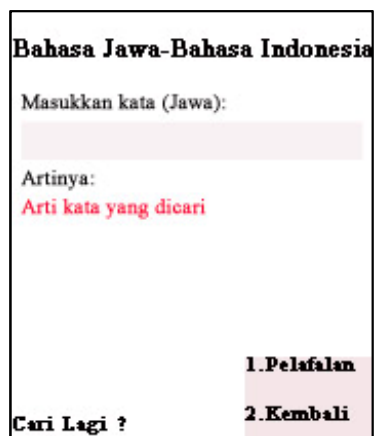 Bahasa Jawa-Bahasa Indonesia
Masukkan kata (Jawa):
Artinya:
Arti kata yang dicari
1.Pelafalan
2.Kembali
Cari Lagi ?